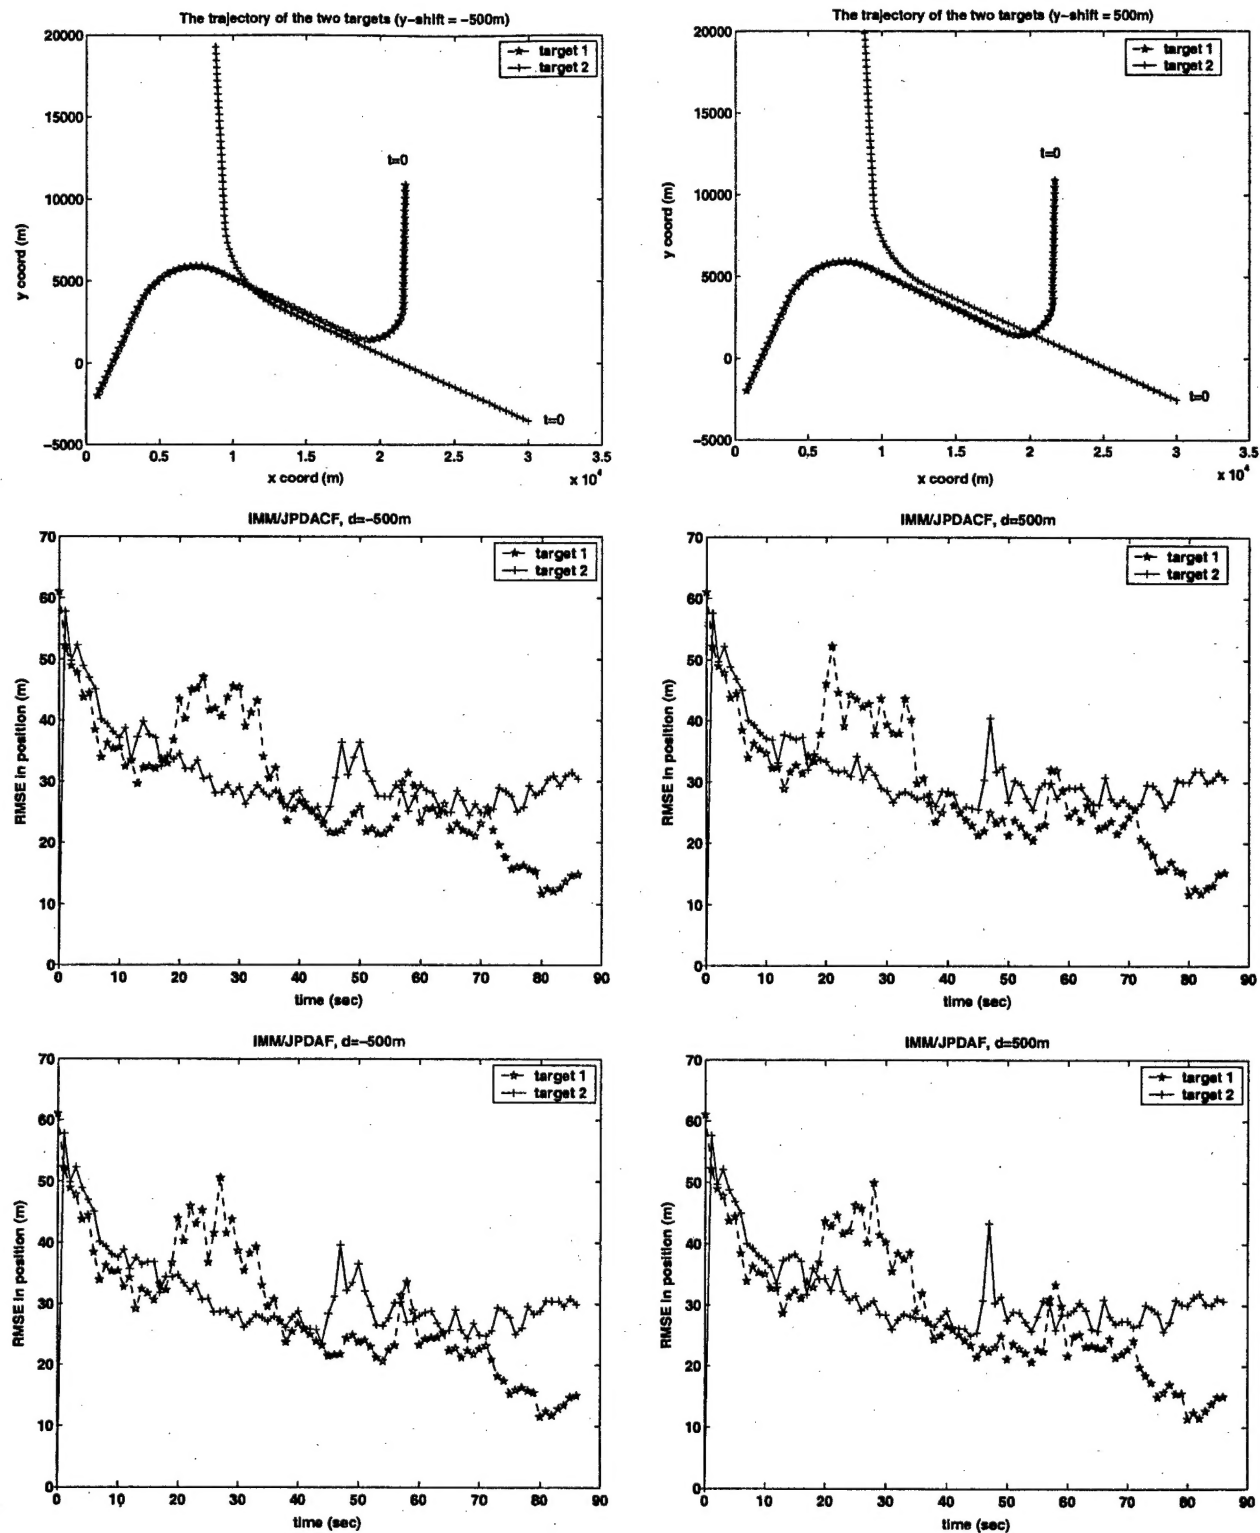 The trajectory of the two targets (y-shift = -500m)
20000
15000
10000
5000
0
-5000
y coord (m)
target 1
target 2
t=0
t=0
0 0.5 1 1.5 2 2.5 3 3.5
x coord (m)
x 10^4
The trajectory of the two targets (y-shift = 500m)
20000
15000
10000
5000
0
-5000
y coord (m)
target 1
target 2
t=0
t=0
0 0.5 1 1.5 2 2.5 3 3.5
x coord (m)
x 10^4
IMM/JPDACF, d=-500m
70
60
50
40
30
20
10
0
RMSE in position (m)
target 1
target 2
0 10 20 30 40 50 60 70 80 90
time (sec)
IMM/JPDACF, d=500m
70
60
50
40
30
20
10
0
RMSE in position (m)
target 1
target 2
0 10 20 30 40 50 60 70 80 90
time (sec)
IMM/JPDAF, d=-500m
70
60
50
40
30
20
10
0
RMSE in position (m)
target 1
target 2
0 10 20 30 40 50 60 70 80 90
time (sec)
IMM/JPDAF, d=500m
70
60
50
40
30
20
10
0
RMSE in position (m)
target 1
target 2
0 10 20 30 40 50 60 70 80 90
time (sec)